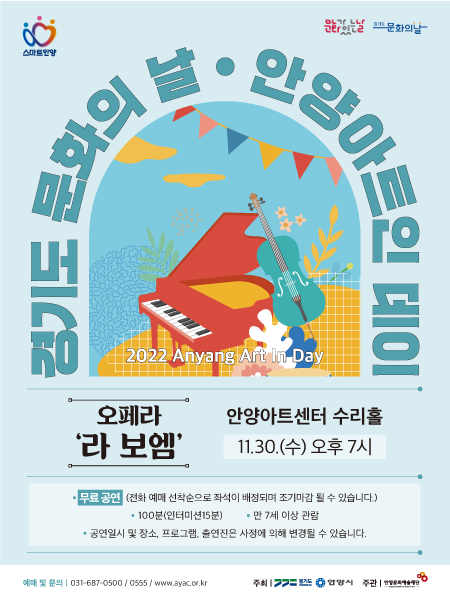 스마트안양
문화가있는날
경기도 문화의날
경기도 문화의 날 • 안양아트인 데이
2022 Anyang Art In Day
오페라
‘라 보엠’
안양아트센터 수리홀
11.30.(수) 오후 7시
• 무료 공연 (전화 예매 선착순으로 좌석이 배정되며 조기마감 될 수 있습니다.)
• 100분(인터미션15분) • 만 7세 이상 관람
• 공연일시 및 장소, 프로그램, 출연진은 사정에 의해 변경될 수 있습니다.
예매 및 문의 | 031-687-0500 / 0555 / www.ayac.or.kr 주최 | 경기도 안양시 주관 | 안양문화예술재단